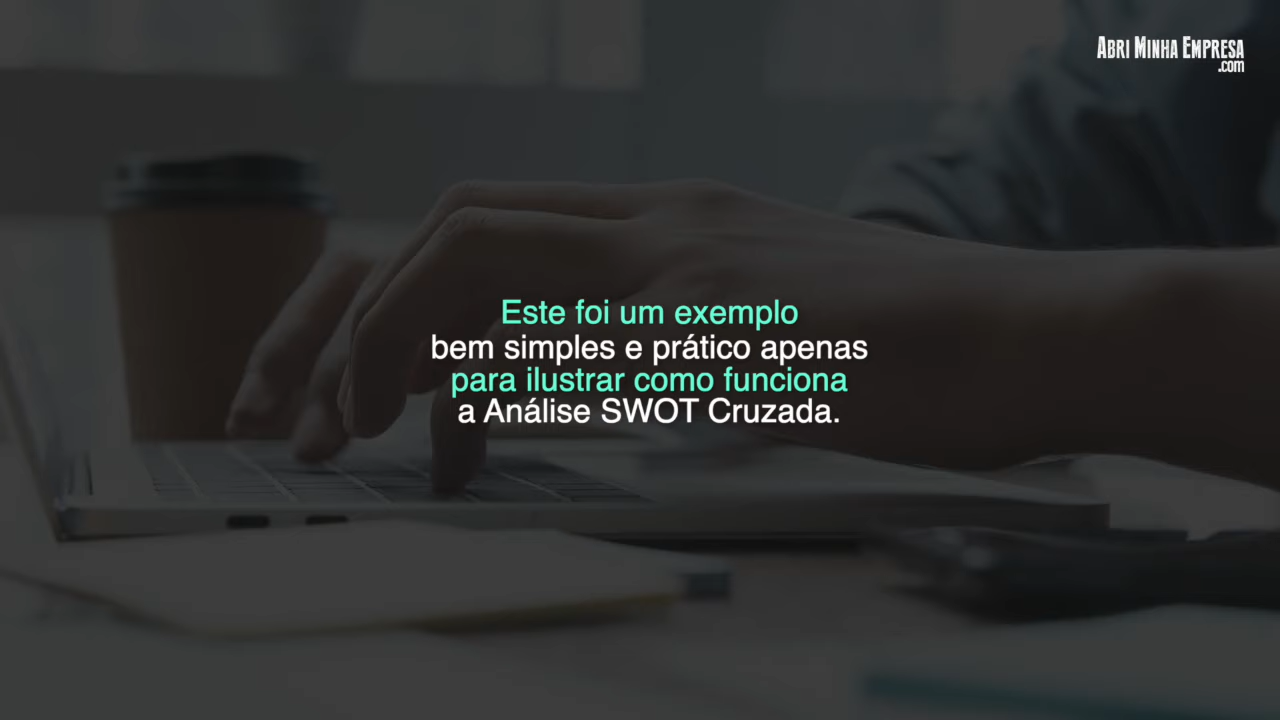 ABRI MINHA EMPRESA
.com
Este foi um exemplo
bem simples e prático apenas
para ilustrar como funciona
a Análise SWOT Cruzada.